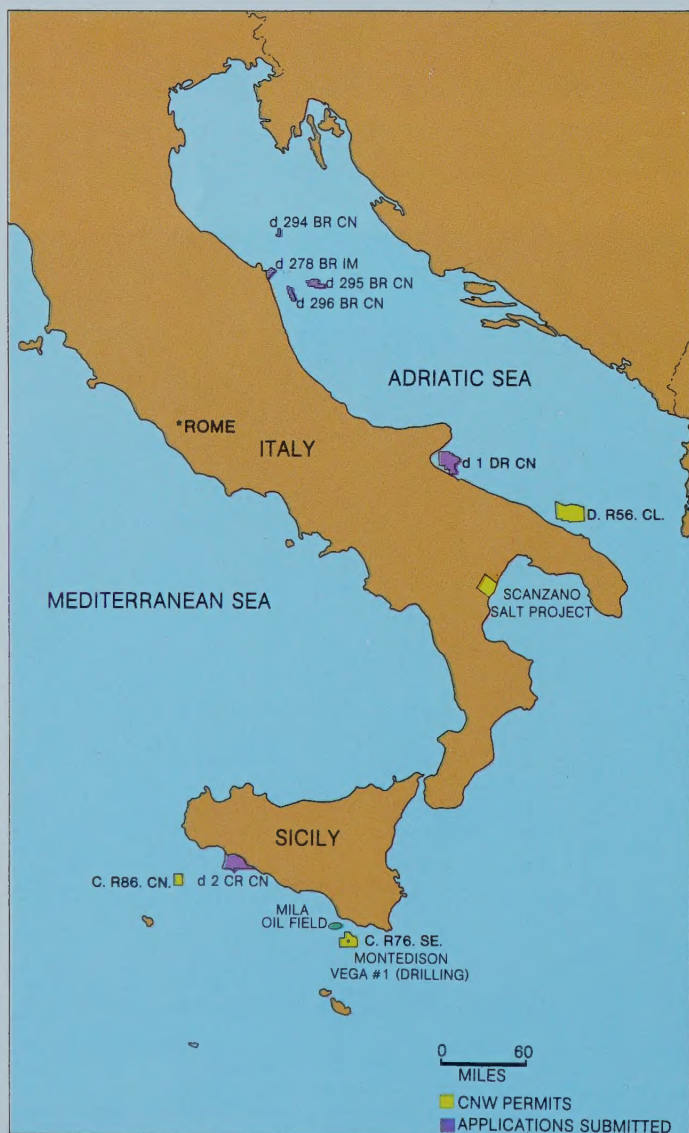 d 294 BR CN
d 278 BR IM
d 295 BR CN
d 296 BR CN
ADRIATIC SEA
*ROME
ITALY
d 1 DR CN
D. R56. CL.
MEDITERRANEAN SEA
SCANZANO
SALT PROJECT
SICILY
C. R86. CN.
d 2 CR CN
MILA
OIL FIELD
C. R76. SE.
MONTEDISON
VEGA #1 (DRILLING)
0 60
MILES
CNW PERMITS
APPLICATIONS SUBMITTED